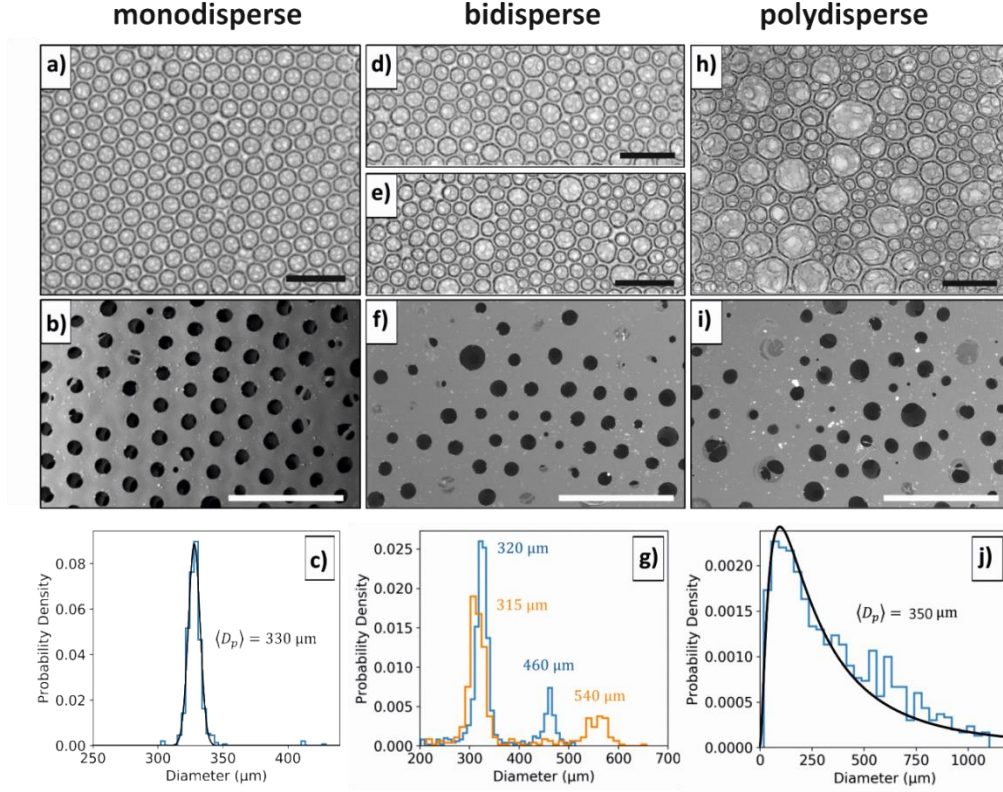 monodisperse bidisperse polydisperse
a)
d)
h)
e)
b)
f)
i)
c)
0.08
0.06
0.04
0.02
0.00
250 300 350 400
Probability Density
Diameter (μm)
⟨Dₚ⟩ = 330 μm
g)
0.025
0.020
0.015
0.010
0.005
0.000
200 300 400 500 600 700
Probability Density
Diameter (μm)
320 μm
315 μm
460 μm
540 μm
j)
0.0020
0.0015
0.0010
0.0005
0.0000
0 250 500 750 1000
Probability Density
Diameter (μm)
⟨Dₚ⟩ = 350 μm